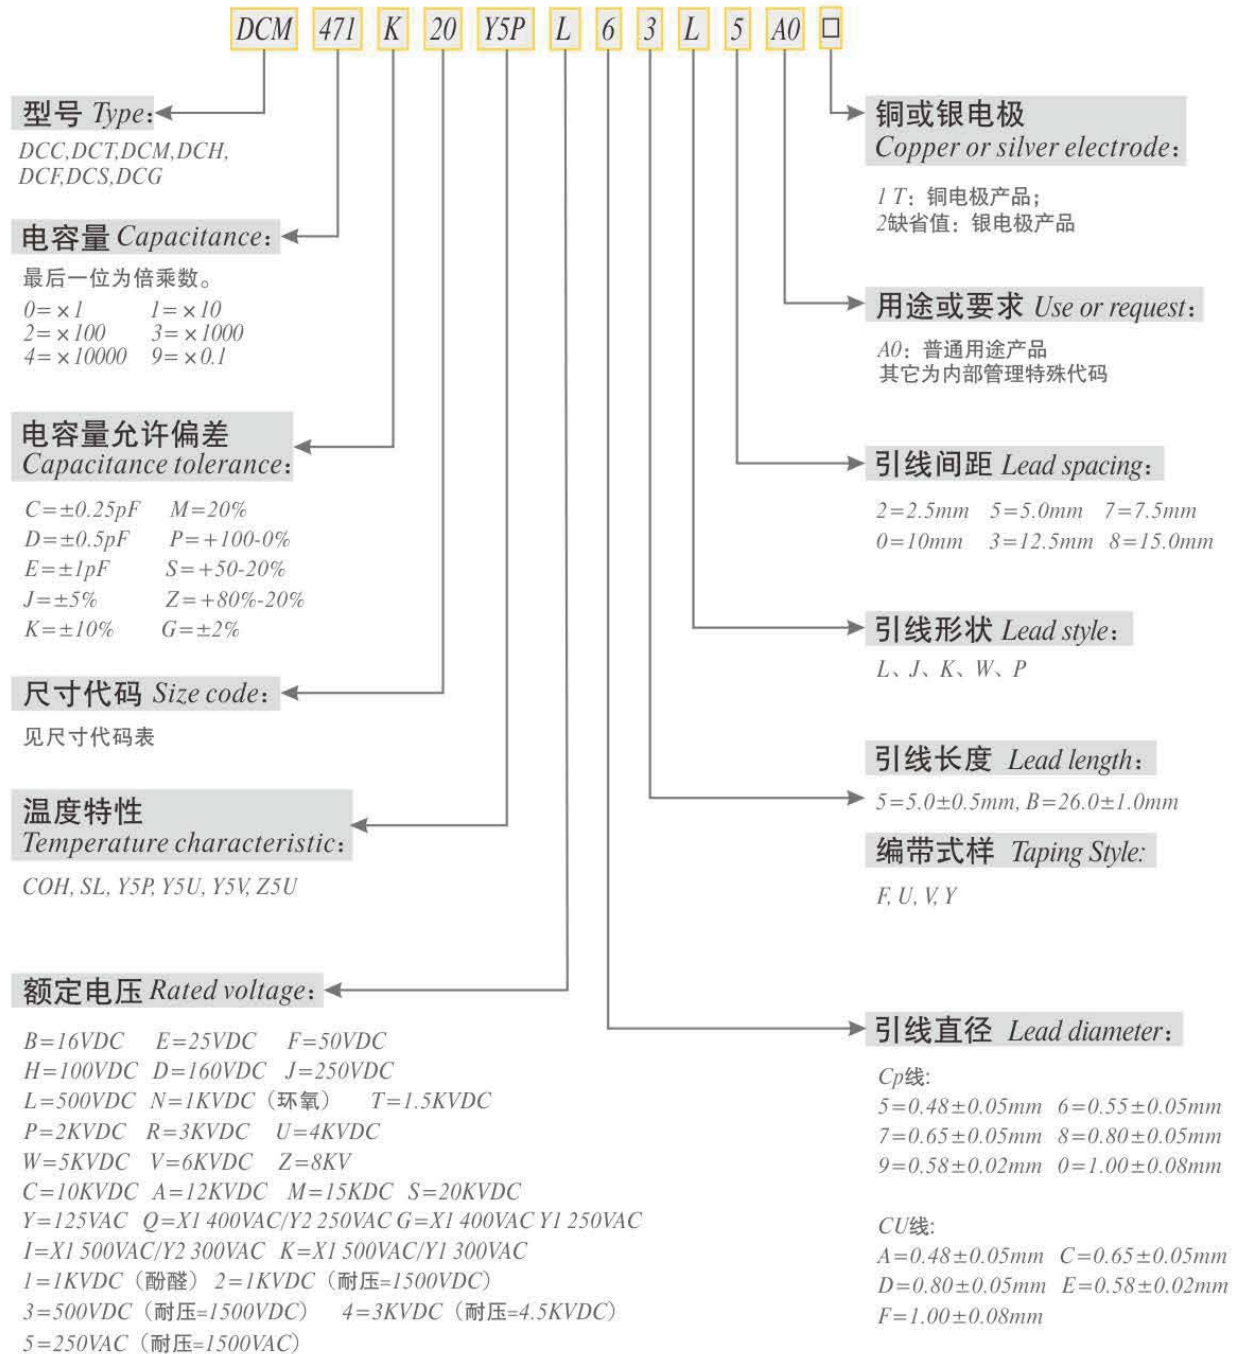 DCM 471 K 20 Y5P L 6 3 L 5 A0 □
型号 Type:
DCC,DCT,DCM,DCH,
DCF,DCS,DCG
电容量 Capacitance:
最后一位为倍乘数。
0=×1 1=×10
2=×100 3=×1000
4=×10000 9=×0.1
电容量允许偏差
Capacitance tolerance:
C=±0.25pF M=20%
D=±0.5pF P=+100-0%
E=±1pF S=+50-20%
J=±5% Z=+80%-20%
K=±10% G=±2%
尺寸代码 Size code:
见尺寸代码表
温度特性
Temperature characteristic:
COH, SL, Y5P, Y5U, Y5V, Z5U
额定电压 Rated voltage:
B=16VDC E=25VDC F=50VDC
H=100VDC D=160VDC J=250VDC
L=500VDC N=1KVDC（环氧） T=1.5KVDC
P=2KVDC R=3KVDC U=4KVDC
W=5KVDC V=6KVDC Z=8KV
C=10KVDC A=12KVDC M=15KDC S=20KVDC
Y=125VAC Q=X1 400VAC/Y2 250VAC G=X1 400VAC Y1 250VAC
I=X1 500VAC/Y2 300VAC K=X1 500VAC/Y1 300VAC
1=1KVDC（酚醛） 2=1KVDC（耐压=1500VDC）
3=500VDC（耐压=1500VDC） 4=3KVDC（耐压=4.5KVDC）
5=250VAC（耐压=1500VAC）
铜或银电极
Copper or silver electrode:
1 T: 铜电极产品;
2缺省值: 银电极产品
用途或要求 Use or request:
A0: 普通用途产品
其它为内部管理特殊代码
引线间距 Lead spacing:
2=2.5mm 5=5.0mm 7=7.5mm
0=10mm 3=12.5mm 8=15.0mm
引线形状 Lead style:
L、J、K、W、P
引线长度 Lead length:
5=5.0±0.5mm, B=26.0±1.0mm
编带式样 Taping Style:
F, U, V, Y
引线直径 Lead diameter:
Cp线:
5=0.48±0.05mm 6=0.55±0.05mm
7=0.65±0.05mm 8=0.80±0.05mm
9=0.58±0.02mm 0=1.00±0.08mm
CU线:
A=0.48±0.05mm C=0.65±0.05mm
D=0.80±0.05mm E=0.58±0.02mm
F=1.00±0.08mm